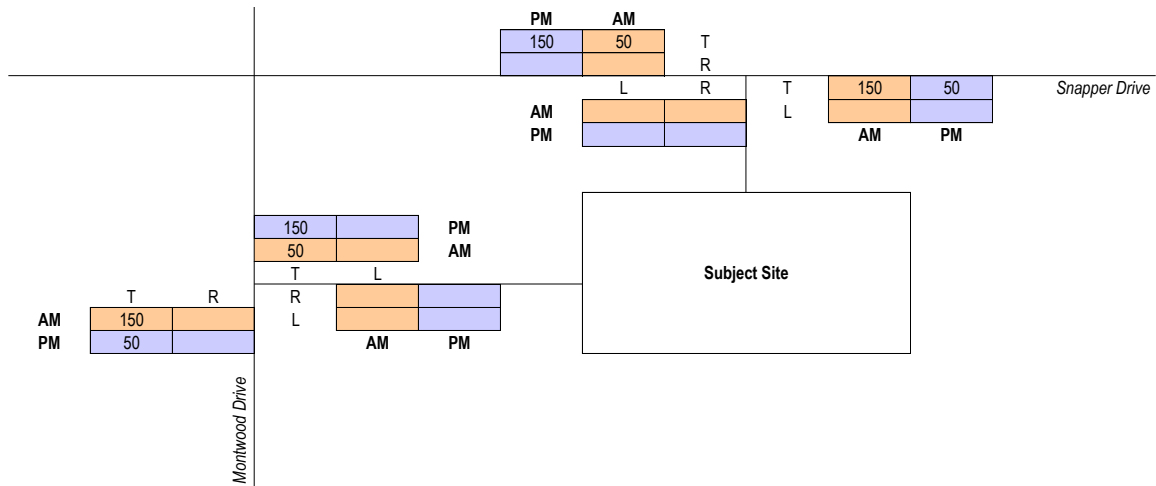 PM AM
150 50 T
R
L R T 150 50 Snapper Drive
AM L
PM AM PM
150 PM
50 AM
Subject Site
T L
T R R
AM 150 L
PM 50 AM PM
Montwood Drive